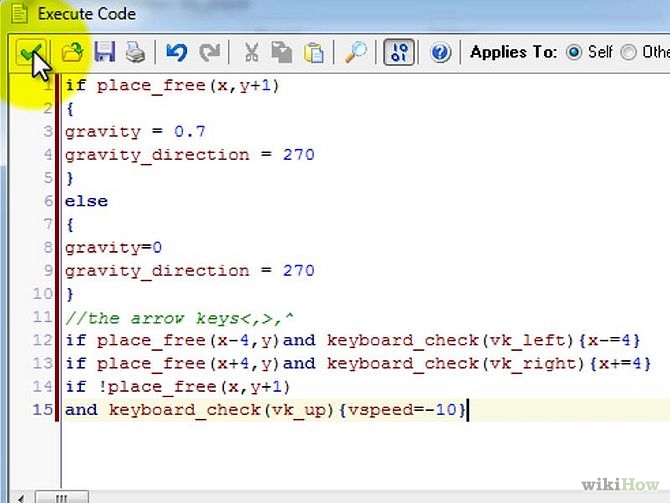 Execute Code
Applies To: Self Othe
1 if place_free(x,y+1)
2 {
3 gravity = 0.7
4 gravity_direction = 270
5 }
6 else
7 {
8 gravity=0
9 gravity_direction = 270
10 }
11 //the arrow keys<,>,^
12 if place_free(x-4,y)and keyboard_check(vk_left){x-=4}
13 if place_free(x+4,y)and keyboard_check(vk_right){x+=4}
14 if !place_free(x,y+1)
15 and keyboard_check(vk_up){vspeed=-10}
wikiHow